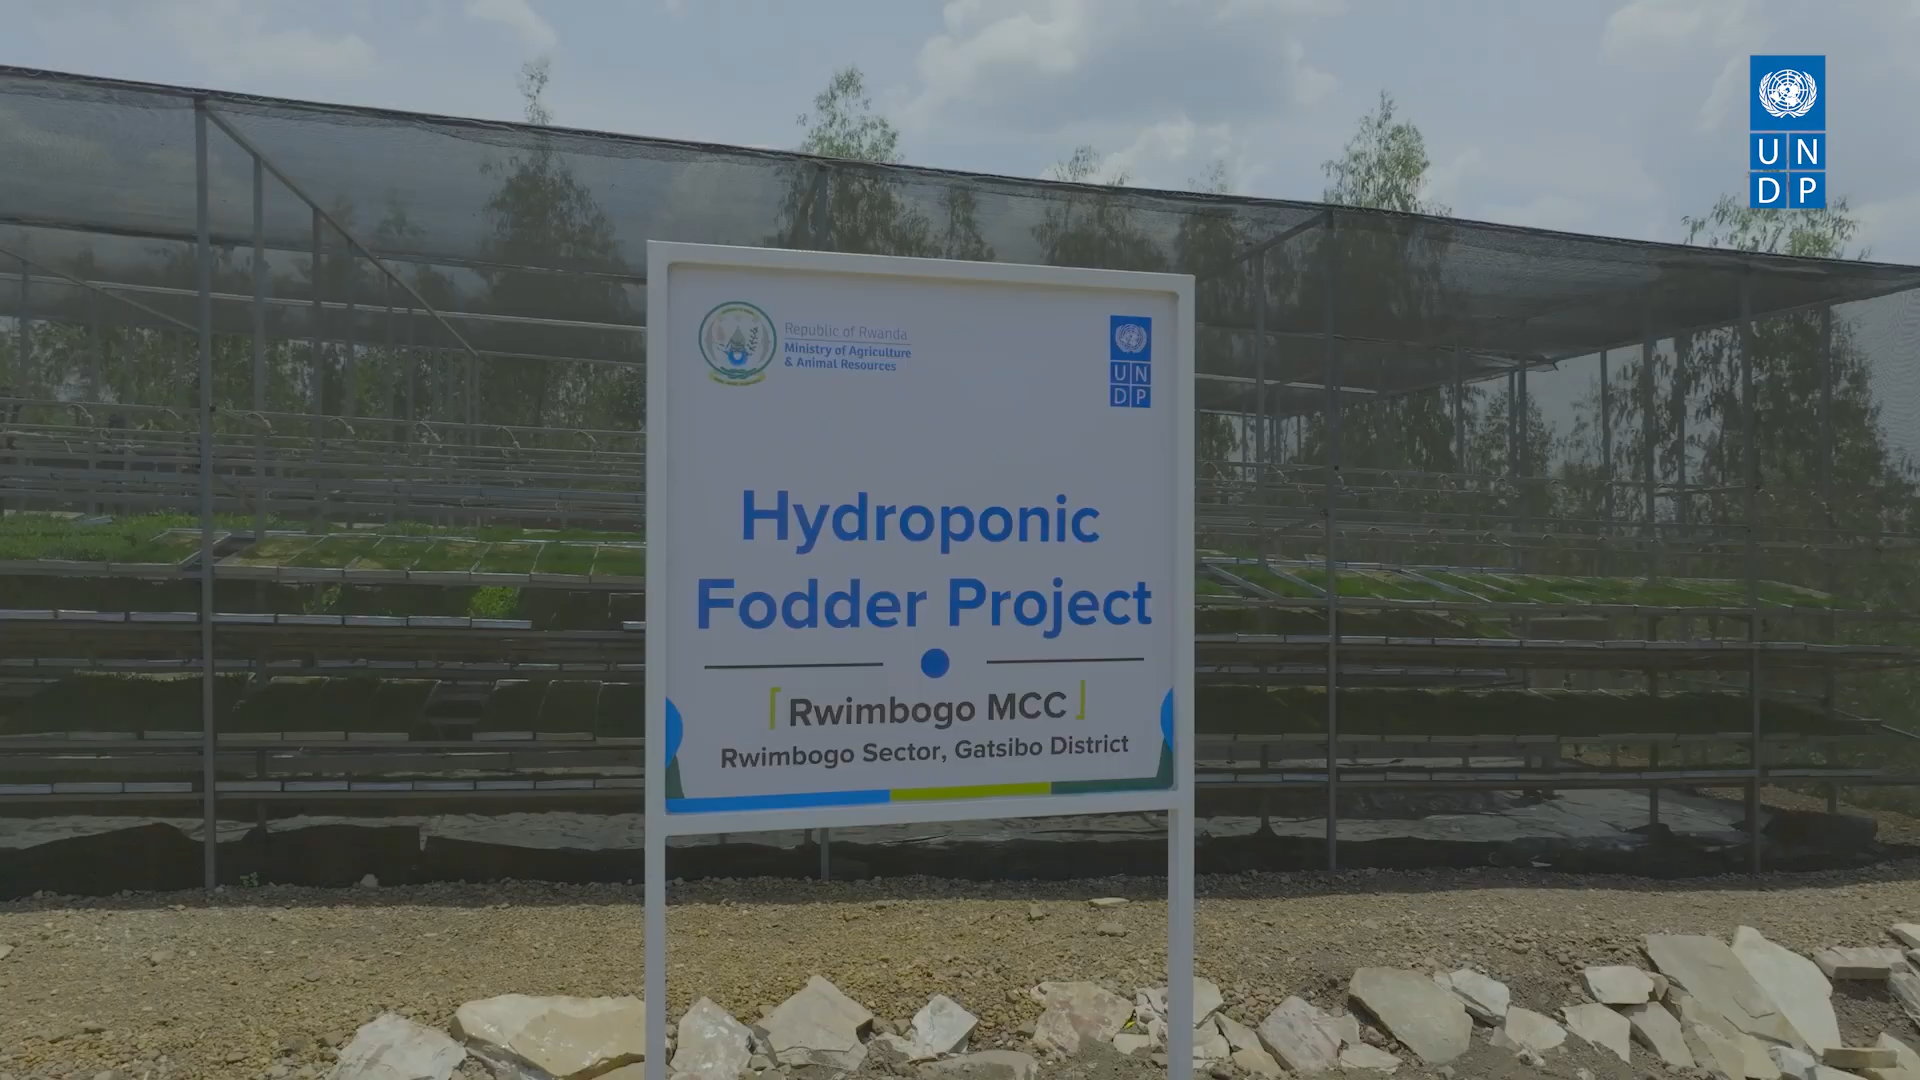 UN
DP
Republic of Rwanda
Ministry of Agriculture
& Animal Resources
UN
DP
Hydroponic
Fodder Project
Rwimbogo MCC
Rwimbogo Sector, Gatsibo District